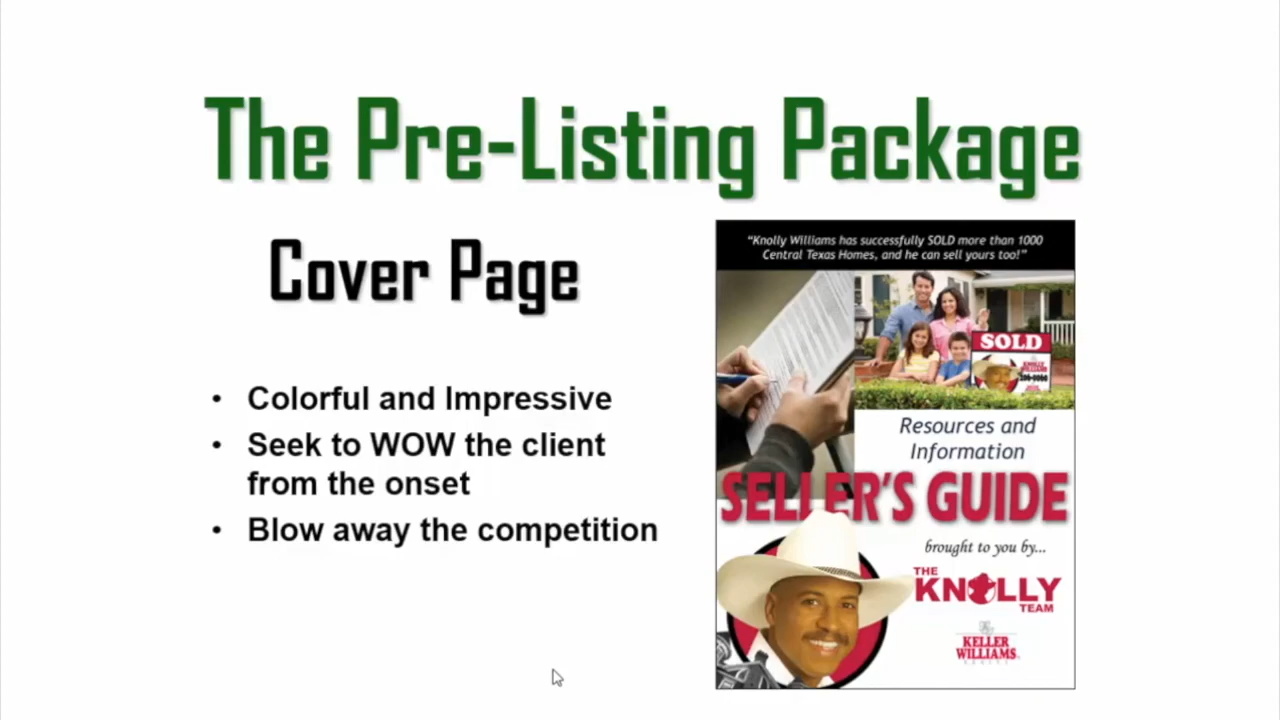 The Pre-Listing Package
Cover Page
• Colorful and Impressive
• Seek to WOW the client
from the onset
• Blow away the competition
"Knolly Williams has successfully SOLD more than 1000
Central Texas Homes, and he can sell yours too!"
SOLD
KNOLLY
WILLIAMS
Resources and
Information
SELLER'S GUIDE
brought to you by...
THE
KNOLLY
TEAM
KELLER
WILLIAMS